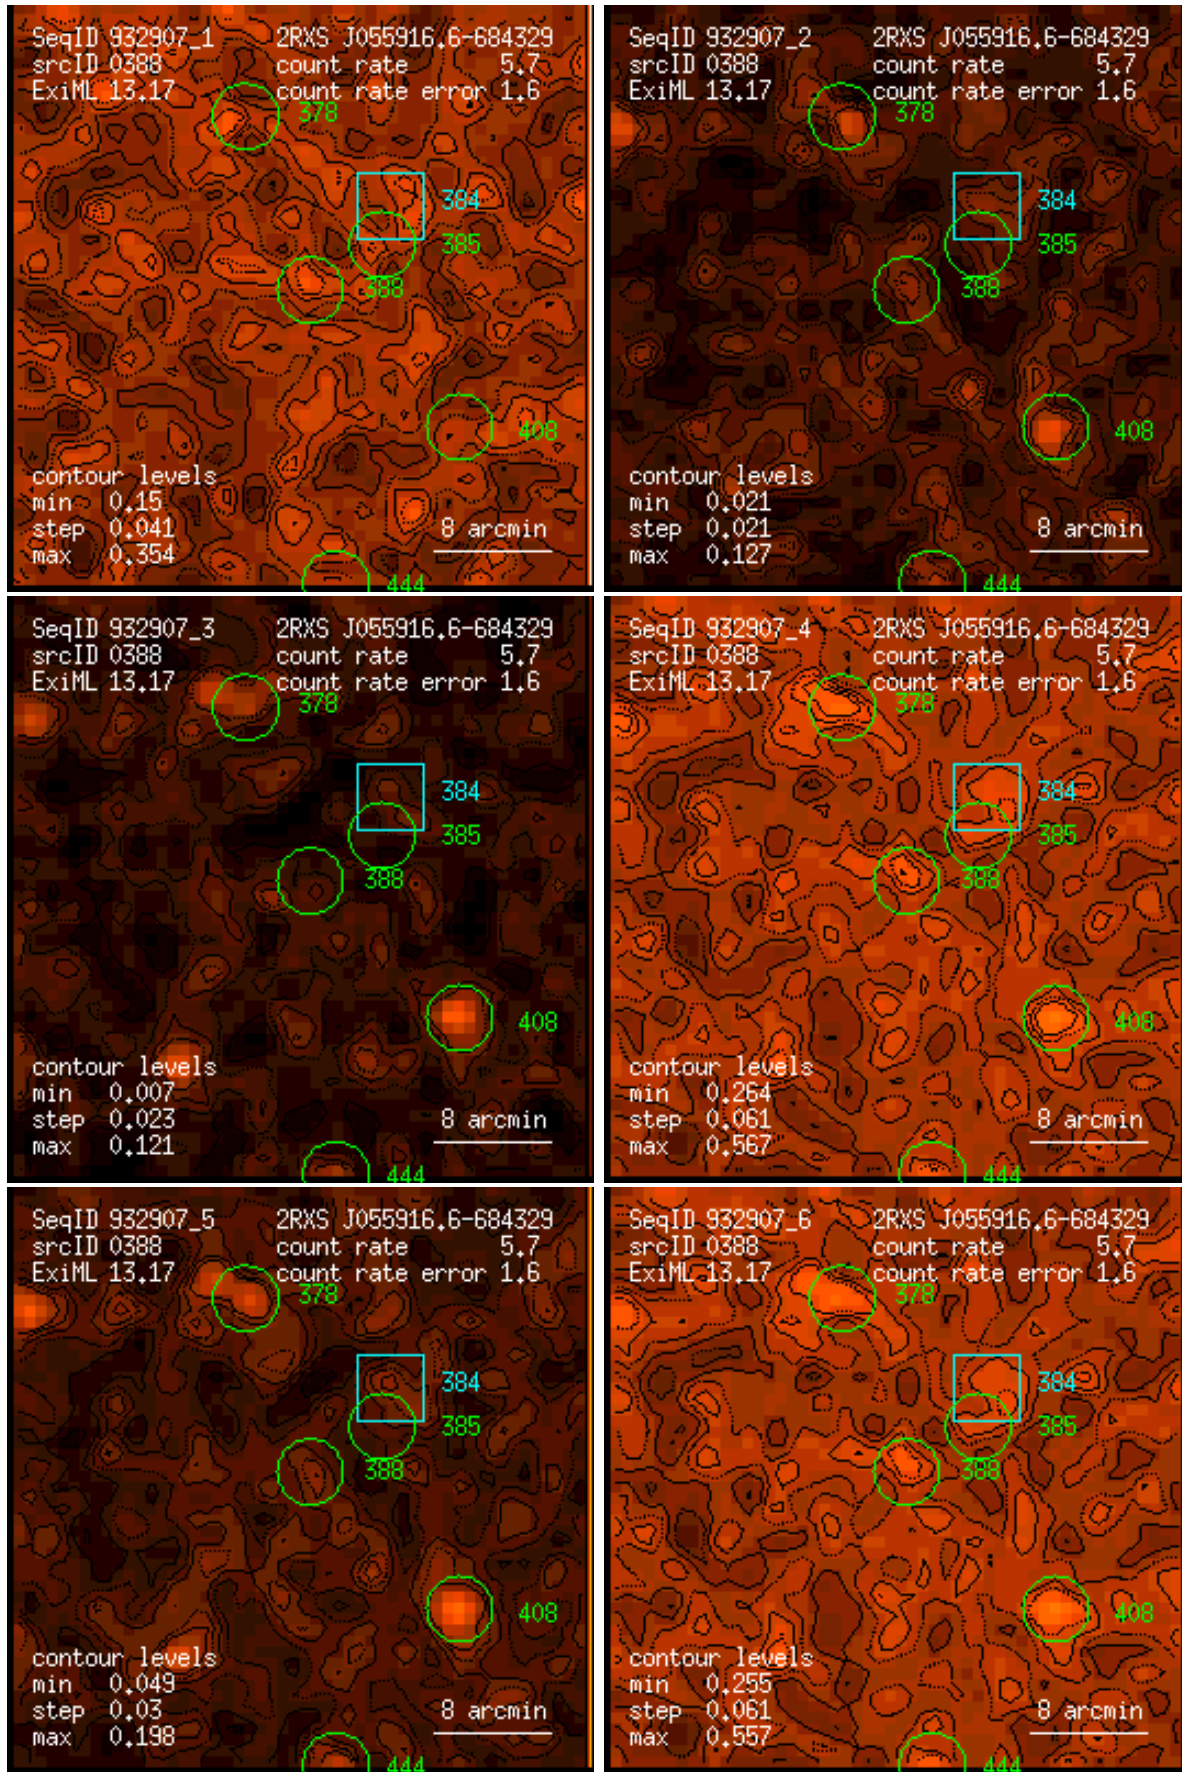 SeqID 932907_1 2RXS J055916.6-684329
srcID 0388 count rate 5.7
ExiML 13.17 count rate error 1.6
378
384
385
388
408
contour levels
min 0.15
step 0.041 8 arcmin
max 0.354
444
SeqID 932907_2 2RXS J055916.6-684329
srcID 0388 count rate 5.7
ExiML 13.17 count rate error 1.6
378
384
385
388
408
contour levels
min 0.021
step 0.021 8 arcmin
max 0.127
444
SeqID 932907_3 2RXS J055916.6-684329
srcID 0388 count rate 5.7
ExiML 13.17 count rate error 1.6
378
384
385
388
408
contour levels
min 0.007
step 0.023 8 arcmin
max 0.121
444
SeqID 932907_4 2RXS J055916.6-684329
srcID 0388 count rate 5.7
ExiML 13.17 count rate error 1.6
378
384
385
388
408
contour levels
min 0.264
step 0.061 8 arcmin
max 0.567
444
SeqID 932907_5 2RXS J055916.6-684329
srcID 0388 count rate 5.7
ExiML 13.17 count rate error 1.6
378
384
385
388
408
contour levels
min 0.049
step 0.03 8 arcmin
max 0.198
444
SeqID 932907_6 2RXS J055916.6-684329
srcID 0388 count rate 5.7
ExiML 13.17 count rate error 1.6
378
384
385
388
408
contour levels
min 0.255
step 0.061 8 arcmin
max 0.557
444